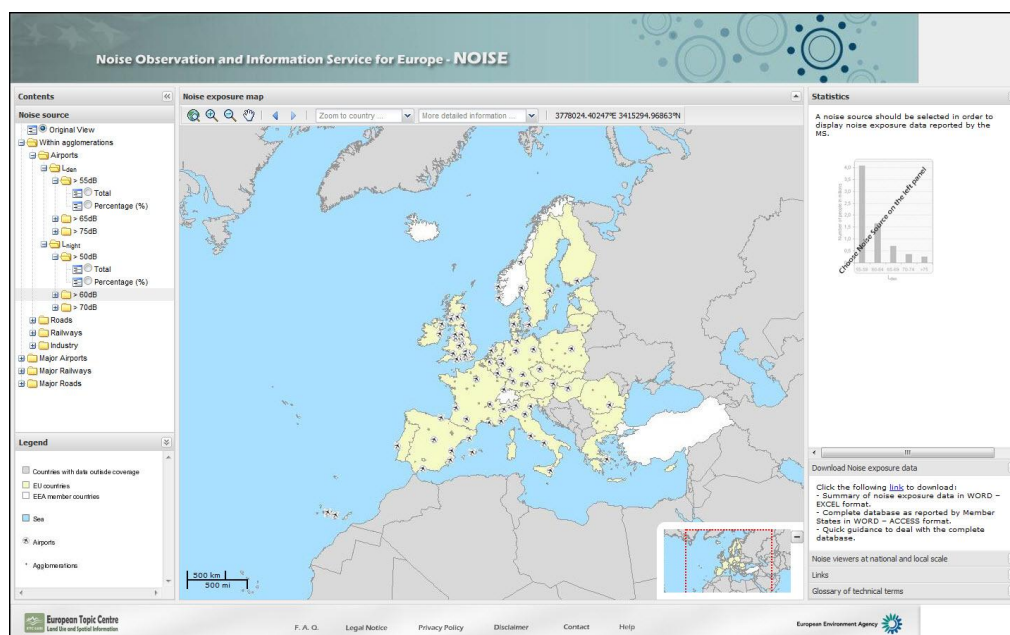 Noise Observation and Information Service for Europe - NOISE
Contents
Noise source
Original View
Within agglomerations
Airports
Lden
> 55dB
Total
Percentage (%)
> 65dB
> 75dB
Lnight
> 50dB
Total
Percentage (%)
> 60dB
> 70dB
Roads
Railways
Industry
Major Airports
Major Railways
Major Roads
Legend
Countries with data outside coverage
EU countries
EEA member countries
Sea
Airports
Agglomerations
Noise exposure map
Zoom to country ...
More detailed information ...
3778024.40247°E 3415294.96863°N
500 km
500 mi
Statistics
A noise source should be selected in order to
display noise exposure data reported by the
MS.
Choose Noise Source on the left panel
Number of people in millions
Lden
Download Noise exposure data
Click the following link to download:
- Summary of noise exposure data in WORD –
EXCEL format.
- Complete database as reported by Member
States in WORD – ACCESS format.
- Quick guidance to deal with the complete
database.
Noise viewers at national and local scale
Links
Glossary of technical terms
European Topic Centre
Land Use and Spatial Information
F. A. Q.
Legal Notice
Privacy Policy
Disclaimer
Contact
Help
European Environment Agency